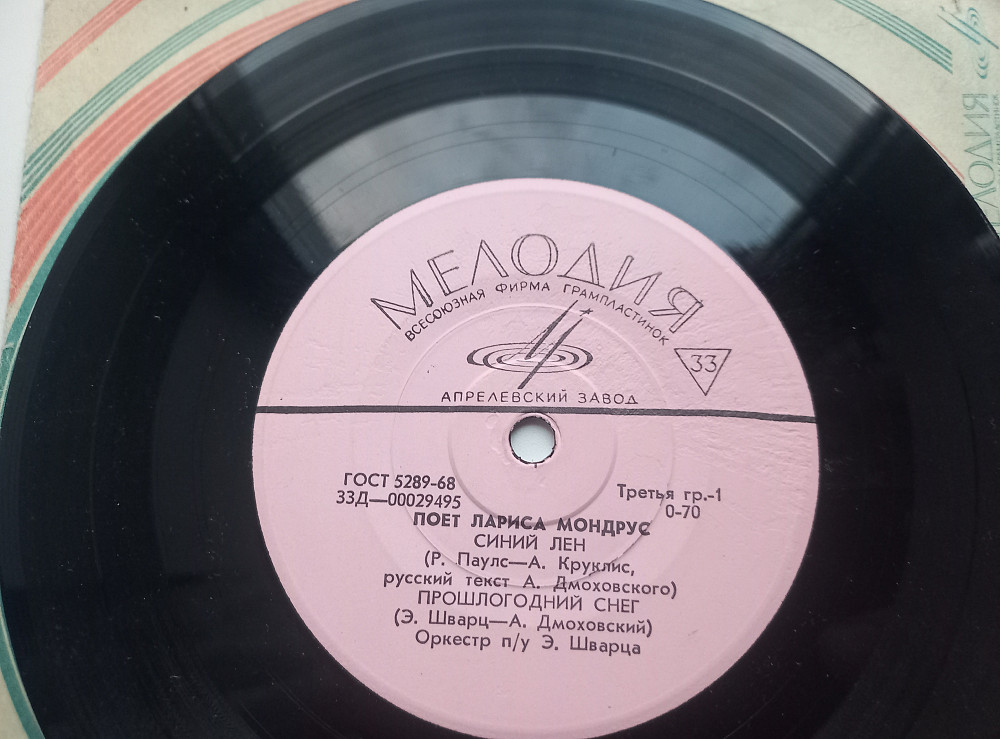 МЕЛОДИЯ
ВСЕСОЮЗНАЯ ФИРМА ГРАМПЛАСТИНОК
33
АПРЕЛЕВСКИЙ ЗАВОД
ГОСТ 5289-68
Третья гр.-1
33Д—00029495
0-70
ПОЕТ ЛАРИСА МОНДРУС
СИНИЙ ЛЕН
(Р. Паулс—А. Круклис,
русский текст А. Дмоховского)
ПРОШЛОГОДНИЙ СНЕГ
(Э. Шварц—А. Дмоховский)
Оркестр п/у Э. Шварца